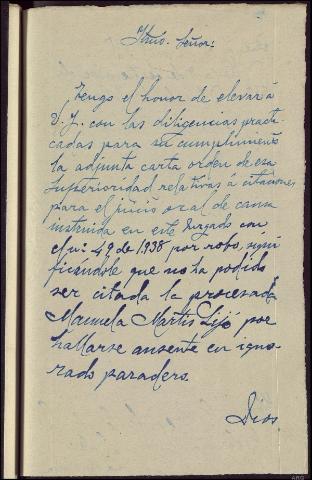 Iltmo. Señor:
Tengo el honor de elevar a
V.I. con las diligencias practi-
cadas para su cumplimiento
la adjunta carta orden de esa
Superioridad relativas á citaciones
para el juicio oral de causa
instruida en este Juzgado con
el nº 49 de 1938 por robo, signi-
ficandole que no ha podido
ser citada la procesada
Manuela Martis Lijó por
hallarse ausente en igno-
rado paradero.
Dios